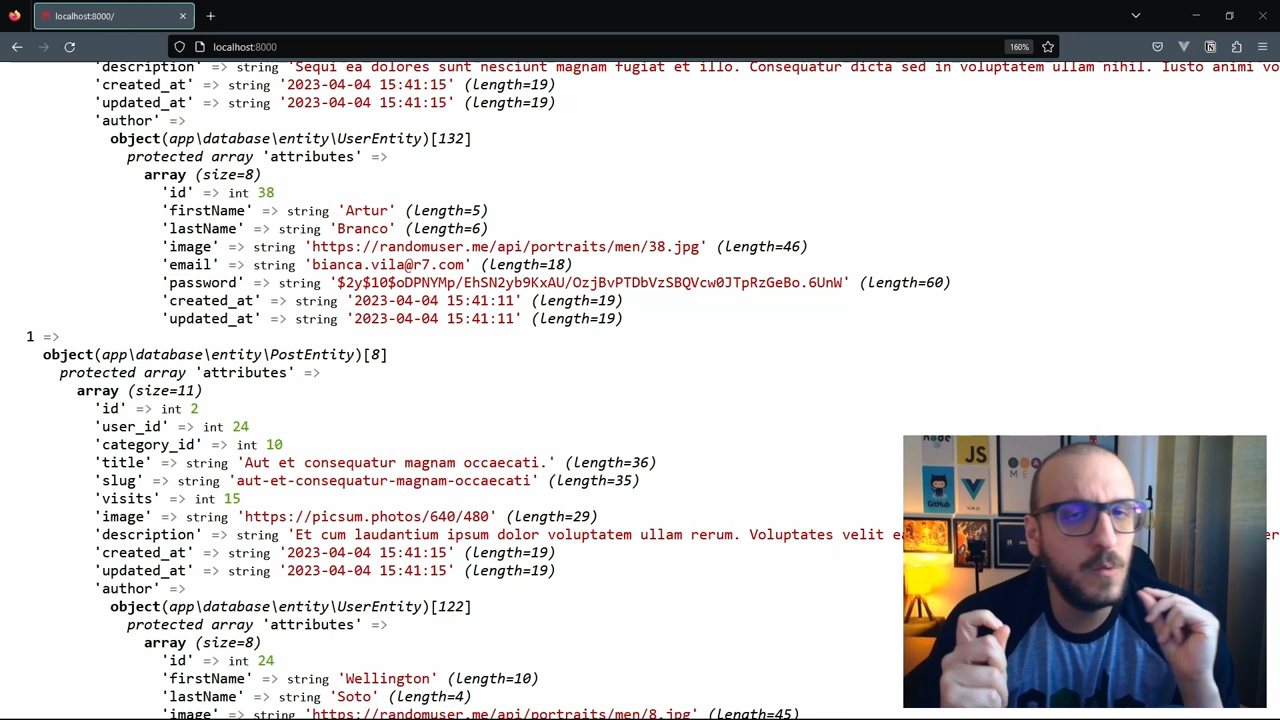 localhost:8000/
localhost:8000
160%
'description' => string 'Sequi ea dolores sunt nesciunt magnam fugiat et illo. Consequatur dicta sed in voluptatem ullam nihil. Iusto animi vo
'created_at' => string '2023-04-04 15:41:15' (length=19)
'updated_at' => string '2023-04-04 15:41:15' (length=19)
'author' =>
object(app\database\entity\UserEntity)[132]
protected array 'attributes' =>
array (size=8)
'id' => int 38
'firstName' => string 'Artur' (length=5)
'lastName' => string 'Branco' (length=6)
'image' => string 'https://randomuser.me/api/portraits/men/38.jpg' (length=46)
'email' => string 'bianca.vila@r7.com' (length=18)
'password' => string '$2y$10$oDPNYMp/EhSN2yb9KxAU/OzjBvPTDbVzSBQVcw0JTpRzGeBo.6UnW' (length=60)
'created_at' => string '2023-04-04 15:41:11' (length=19)
'updated_at' => string '2023-04-04 15:41:11' (length=19)
1 =>
object(app\database\entity\PostEntity)[8]
protected array 'attributes' =>
array (size=11)
'id' => int 2
'user_id' => int 24
'category_id' => int 10
'title' => string 'Aut et consequatur magnam occaecati.' (length=36)
'slug' => string 'aut-et-consequatur-magnam-occaecati' (length=35)
'visits' => int 15
'image' => string 'https://picsum.photos/640/480' (length=29)
'description' => string 'Et cum laudantium ipsum dolor voluptatem ullam rerum. Voluptates velit
'created_at' => string '2023-04-04 15:41:15' (length=19)
'updated_at' => string '2023-04-04 15:41:15' (length=19)
'author' =>
object(app\database\entity\UserEntity)[122]
protected array 'attributes' =>
array (size=8)
'id' => int 24
'firstName' => string 'Wellington' (length=10)
'lastName' => string 'Soto' (length=4)
'image' => string 'https://randomuser.me/api/portraits/men/8.jpg' (length=45)
node
JS
GitHub